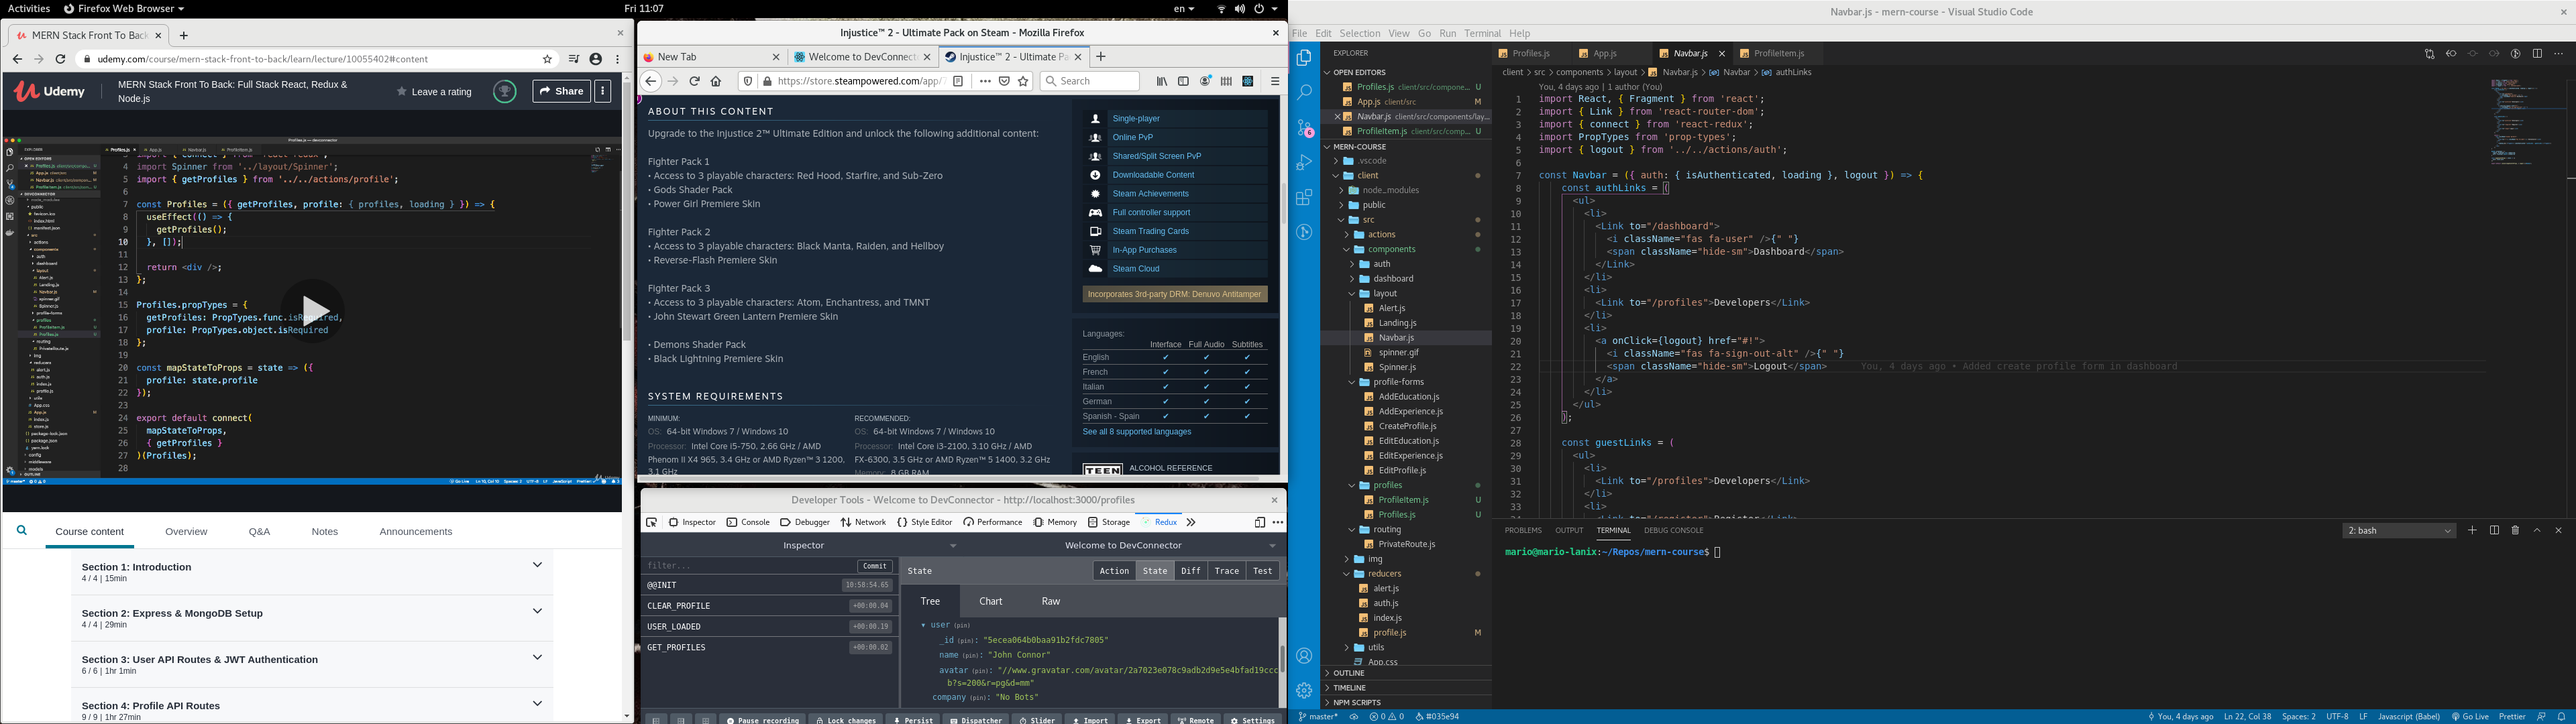 Activities
Firefox Web Browser
Fri 11:07
en
MERN Stack Front To Back
udemy.com/course/mern-stack-front-to-back/learn/lecture/10055402#content
Udemy
MERN Stack Front To Back: Full Stack React, Redux &
Node.js
Leave a rating
Share
4 import Spinner from '../layout/Spinner';
5 import { getProfiles } from '../../actions/profile';
6
7 const Profiles = ({ getProfiles, profile: { profiles, loading } }) => {
8 useEffect(() => {
9 getProfiles();
10 }, []);
11
12 return <div />;
13 };
14
15 Profiles.propTypes = {
16 getProfiles: PropTypes.func.isRequired,
17 profile: PropTypes.object.isRequired
18 };
19
20 const mapStateToProps = state => ({
21 profile: state.profile
22 });
23
24 export default connect(
25 mapStateToProps,
26 { getProfiles }
27 )(Profiles);
28
Course content
Overview
Q&A
Notes
Announcements
Section 1: Introduction
4 / 4 | 15min
Section 2: Express & MongoDB Setup
4 / 4 | 29min
Section 3: User API Routes & JWT Authentication
6 / 6 | 1hr 1min
Section 4: Profile API Routes
9 / 9 | 1hr 27min
Injustice™ 2 - Ultimate Pack on Steam - Mozilla Firefox
New Tab
Welcome to DevConnecto
Injustice™ 2 - Ultimate Pa
https://store.steampowered.com/app/
Search
ABOUT THIS CONTENT
Upgrade to the Injustice 2™ Ultimate Edition and unlock the following additional content:
Fighter Pack 1
• Access to 3 playable characters: Red Hood, Starfire, and Sub-Zero
• Gods Shader Pack
• Power Girl Premiere Skin
Fighter Pack 2
• Access to 3 playable characters: Black Manta, Raiden, and Hellboy
• Reverse-Flash Premiere Skin
Fighter Pack 3
• Access to 3 playable characters: Atom, Enchantress, and TMNT
• John Stewart Green Lantern Premiere Skin
• Demons Shader Pack
• Black Lightning Premiere Skin
SYSTEM REQUIREMENTS
MINIMUM:
OS: 64-bit Windows 7 / Windows 10
Processor: Intel Core i5-750, 2.66 GHz / AMD
Phenom II X4 965, 3.4 GHz or AMD Ryzen™ 3 1200,
3.1 GHz
RECOMMENDED:
OS: 64-bit Windows 7 / Windows 10
Processor: Intel Core i3-2100, 3.10 GHz / AMD
FX-6300, 3.5 GHz or AMD Ryzen™ 5 1400, 3.2 GHz
Memory: 8 GB RAM
Single-player
Online PvP
Shared/Split Screen PvP
Downloadable Content
Steam Achievements
Full controller support
Steam Trading Cards
In-App Purchases
Steam Cloud
Incorporates 3rd-party DRM: Denuvo Antitamper
Languages:
Interface Full Audio Subtitles
English ✔ ✔ ✔
French ✔ ✔ ✔
Italian ✔ ✔ ✔
German ✔ ✔ ✔
Spanish - Spain ✔ ✔ ✔
See all 8 supported languages
TEEN
ALCOHOL REFERENCE
Developer Tools - Welcome to DevConnector - http://localhost:3000/profiles
Inspector Console Debugger Network Style Editor Performance Memory Storage Redux
Inspector
Welcome to DevConnector
filter...
Commit
@@INIT 10:58:54.65
CLEAR_PROFILE +00:00.04
USER_LOADED +00:00.19
GET_PROFILES +00:00.02
State
Action State Diff Trace Test
Tree Chart Raw
user (pin)
_id (pin): "5ecea064b0baa91b2fdc7805"
name (pin): "John Connor"
avatar (pin): "//www.gravatar.com/avatar/2a7023e078c9adb2d9e5e4bfad19ccc
b?s=200&r=pg&d=mm"
company (pin): "No Bots"
Pause recording Lock changes Persist Dispatcher Slider Import Export Remote Settings
Navbar.js - mern-course - Visual Studio Code
File Edit Selection View Go Run Terminal Help
EXPLORER
OPEN EDITORS
Profiles.js client/src/compone... U
App.js client/src M
Navbar.js client/src/components/lay...
ProfileItem.js client/src/comp... U
MERN-COURSE
.vscode
client
node_modules
public
src
actions
components
auth
dashboard
layout
Alert.js
Landing.js
Navbar.js
spinner.gif
Spinner.js
profile-forms
AddEducation.js
AddExperience.js
CreateProfile.js
EditEducation.js
EditExperience.js
EditProfile.js
profiles
ProfileItem.js U
Profiles.js U
routing
PrivateRoute.js
img
reducers
alert.js
auth.js
index.js
profile.js M
utils
App.css
OUTLINE
TIMELINE
NPM SCRIPTS
6
Profiles.js
App.js
Navbar.js
ProfileItem.js
client > src > components > layout > Navbar.js > Navbar > authLinks
You, 4 days ago | 1 author (You)
1 import React, { Fragment } from 'react';
2 import { Link } from 'react-router-dom';
3 import { connect } from 'react-redux';
4 import PropTypes from 'prop-types';
5 import { logout } from '../../actions/auth';
6
7 const Navbar = ({ auth: { isAuthenticated, loading }, logout }) => {
8 const authLinks = (
9 <ul>
10 <li>
11 <Link to="/dashboard">
12 <i className="fas fa-user" />{" "}
13 <span className="hide-sm">Dashboard</span>
14 </Link>
15 </li>
16 <li>
17 <Link to="/profiles">Developers</Link>
18 </li>
19 <li>
20 <a onClick={logout} href="#!">
21 <i className="fas fa-sign-out-alt" />{" "}
22 <span className="hide-sm">Logout</span> You, 4 days ago • Added create profile form in dashboard
23 </a>
24 </li>
25 </ul>
26 );
27
28 const guestLinks = (
29 <ul>
30 <li>
31 <Link to="/profiles">Developers</Link>
32 </li>
33 <li>
34 <Link to="/register">Register</Link>
PROBLEMS OUTPUT TERMINAL DEBUG CONSOLE
2: bash
mario@mario-lanix:~/Repos/mern-course$
master* 0 0 #035e94
You, 4 days ago Ln 22, Col 38 Spaces: 2 UTF-8 LF Javascript (Babel) Go Live Prettier